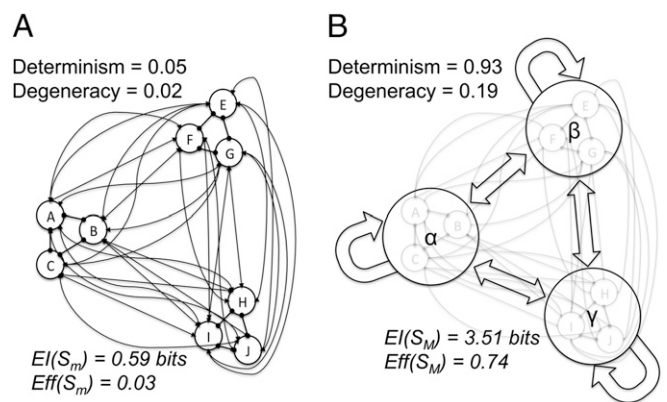 A
Determinism = 0.05
Degeneracy = 0.02
E
F
G
A
B
C
H
I
J
EI(Sm) = 0.59 bits
Eff(Sm) = 0.03
B
Determinism = 0.93
Degeneracy = 0.19
E
F
β
G
A
B
α
C
H
γ
I
J
EI(SM) = 3.51 bits
Eff(SM) = 0.74